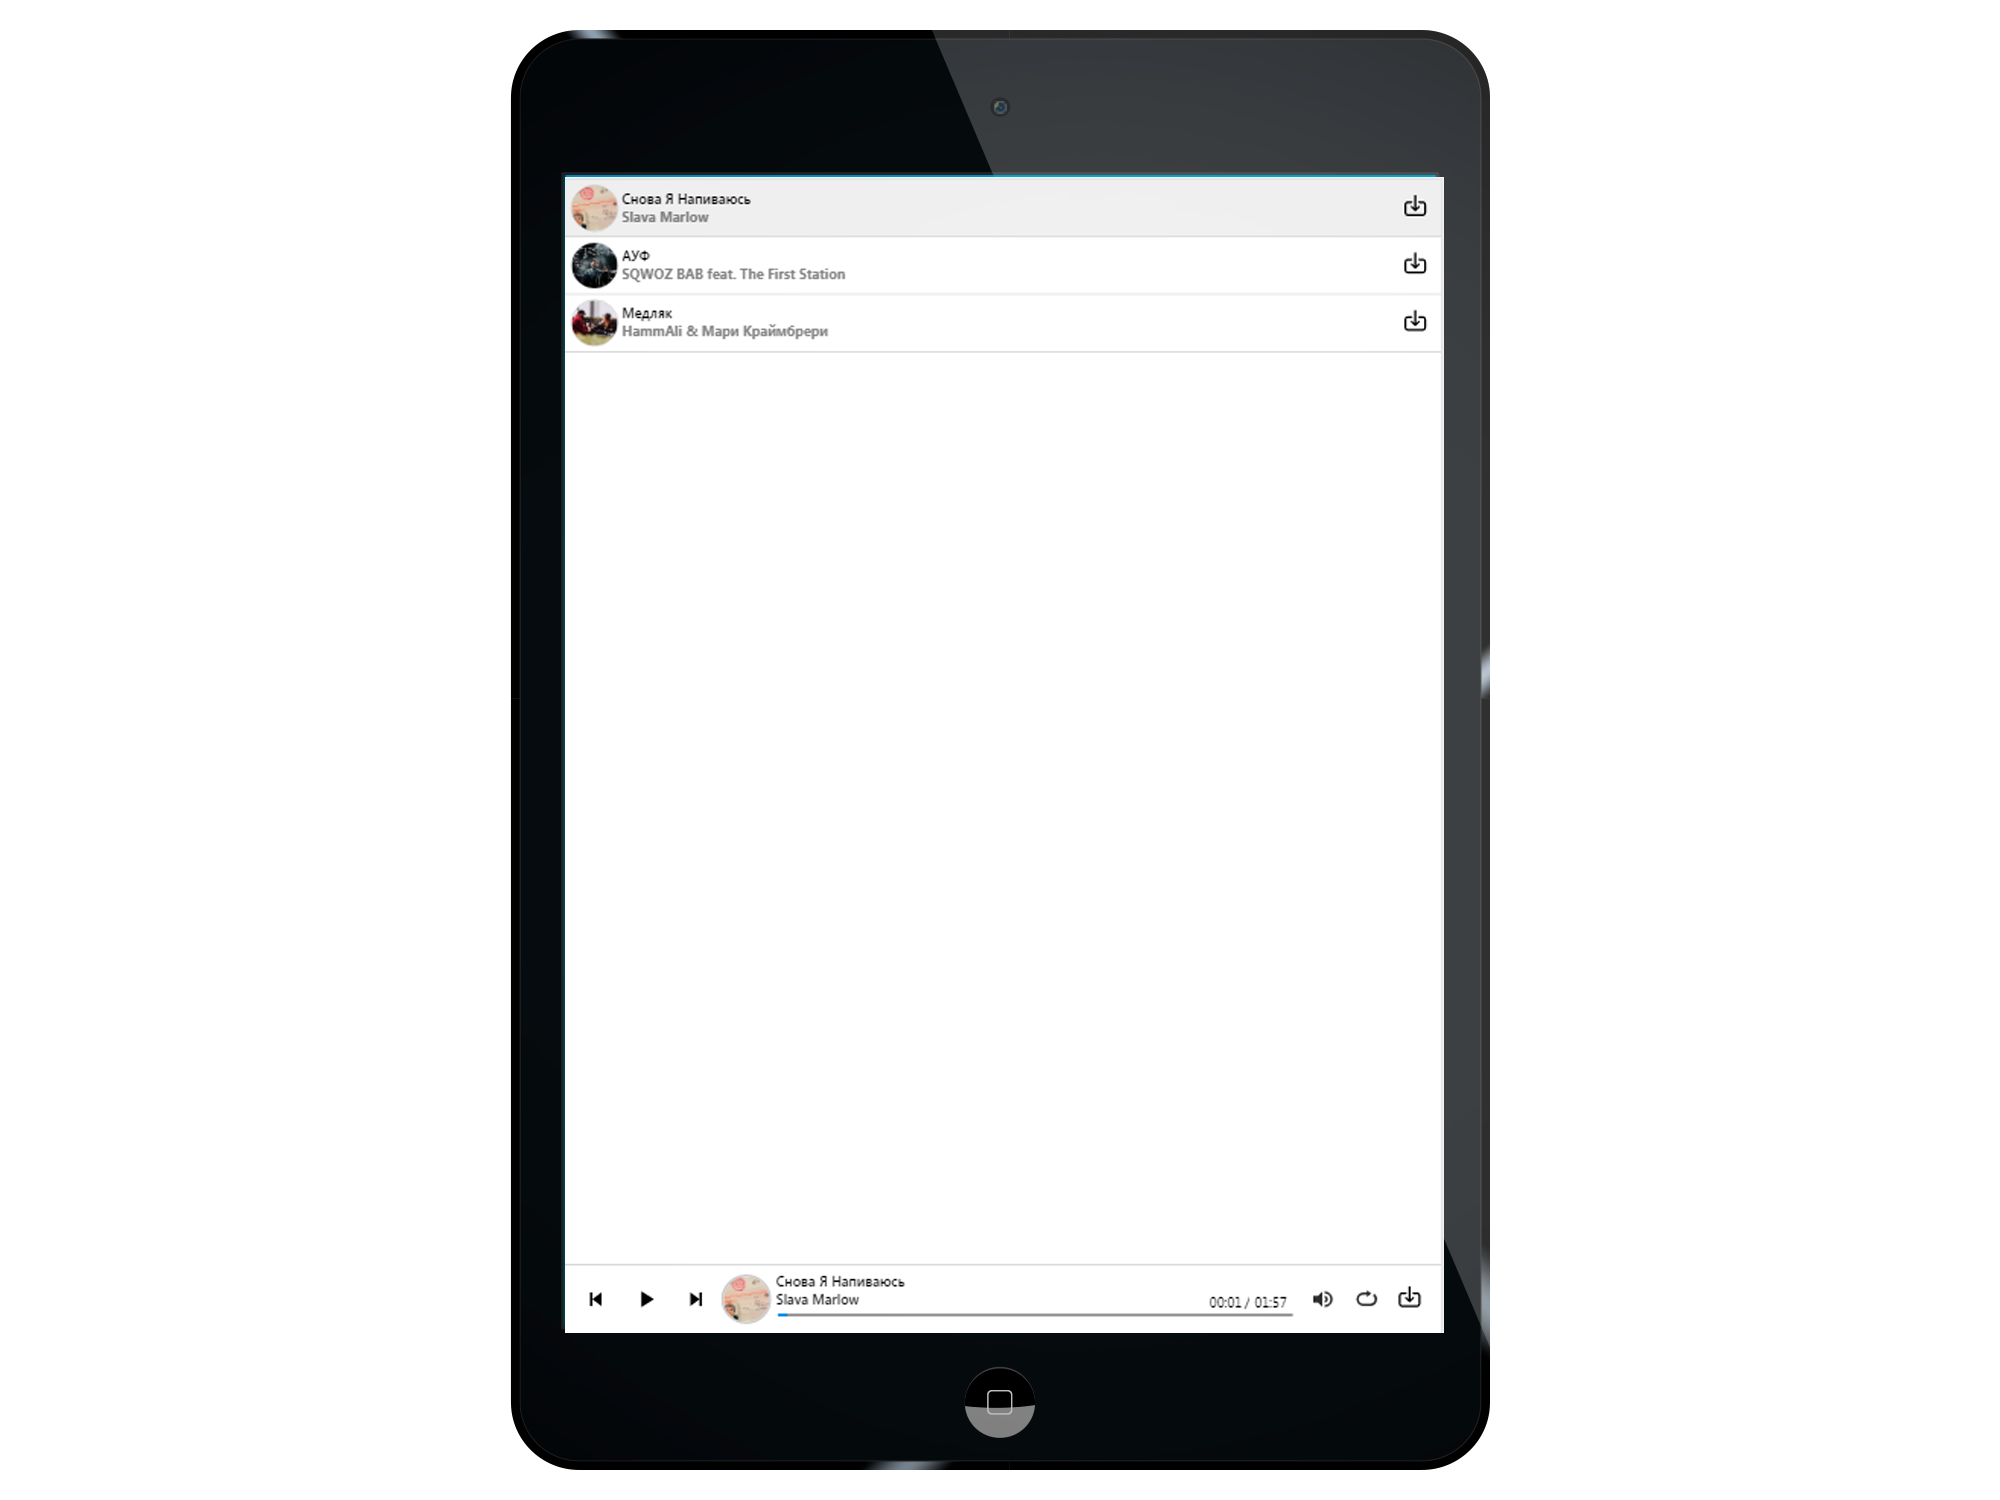 Снова Я Напиваюсь
Slava Marlow
АУФ
SQWOZ BAB feat. The First Station
Медляк
HammAli & Мари Краймбрери
Снова Я Напиваюсь
Slava Marlow
00:01 / 01:57